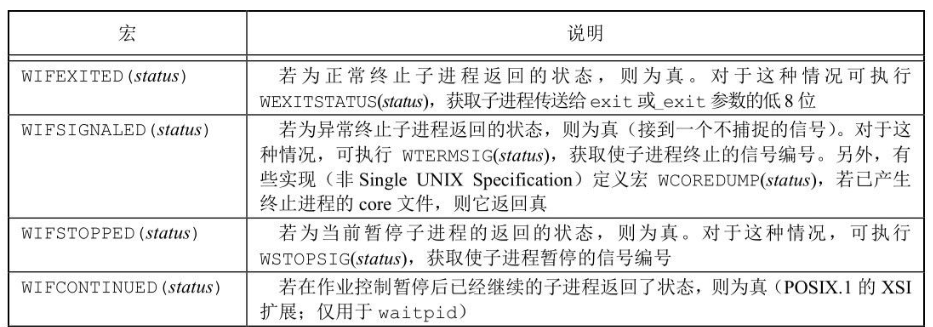 宏 说明
WIFEXITED(status) 若为正常终止子进程返回的状态，则为真。对于这种情况可执行
WEXITSTATUS(status)，获取子进程传送给 exit 或_exit 参数的低 8 位
WIFSIGNALED(status) 若为异常终止子进程返回的状态，则为真（接到一个不捕捉的信号）。对于这
种情况，可执行 WTERMSIG(status)，获取使子进程终止的信号编号。另外，有
些实现（非 Single UNIX Specification）定义宏 WCOREDUMP(status)，若已产生
终止进程的 core 文件，则它返回真
WIFSTOPPED(status) 若为当前暂停子进程的返回的状态，则为真。对于这种情况，可执行
WSTOPSIG(status)，获取使子进程暂停的信号编号
WIFCONTINUED(status) 若在作业控制暂停后已经继续的子进程返回了状态，则为真（POSIX.1 的 XSI
扩展；仅用于 waitpid）